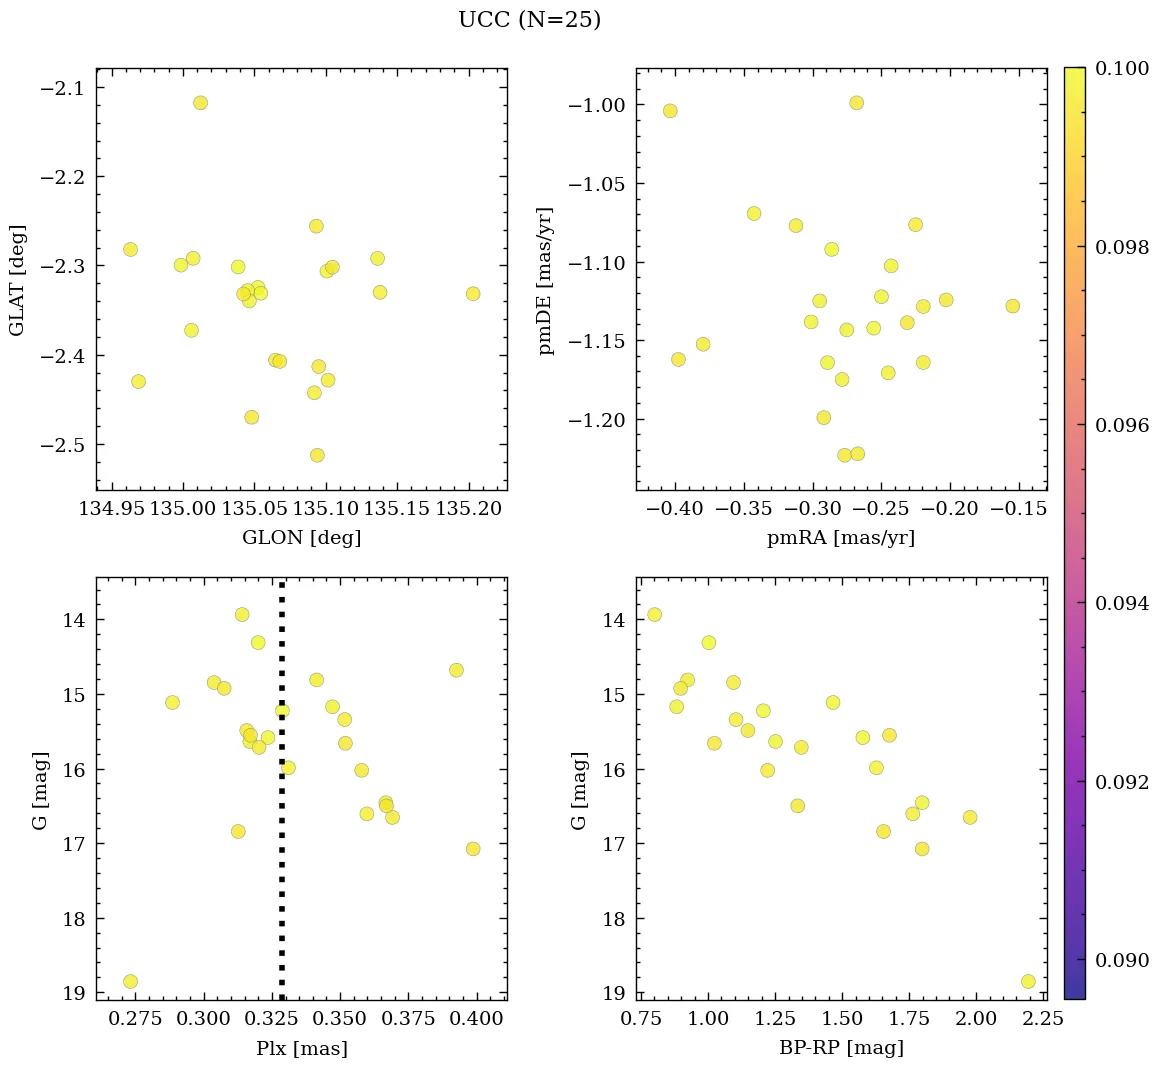 UCC (N=25)
−2.1
−2.2
−2.3
−2.4
−2.5
GLAT [deg]
134.95 135.00 135.05 135.10 135.15 135.20
GLON [deg]
−1.00
−1.05
−1.10
−1.15
−1.20
pmDE [mas/yr]
−0.40 −0.35 −0.30 −0.25 −0.20 −0.15
pmRA [mas/yr]
14
15
16
17
18
19
G [mag]
0.275 0.300 0.325 0.350 0.375 0.400
Plx [mas]
14
15
16
17
18
19
G [mag]
0.75 1.00 1.25 1.50 1.75 2.00 2.25
BP-RP [mag]
0.100
0.098
0.096
0.094
0.092
0.090